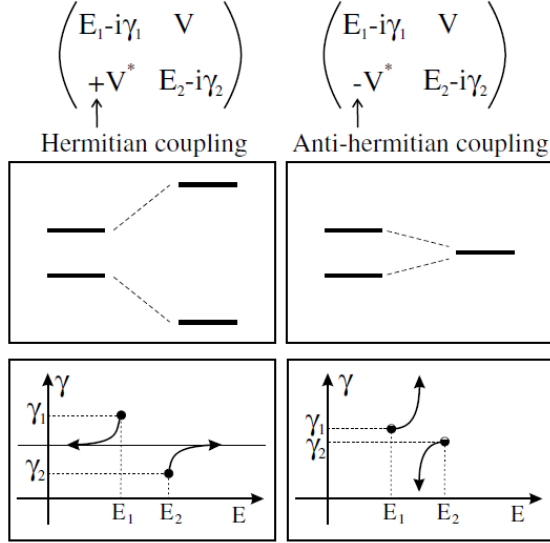 E₁-iγ₁ V
+V* E₂-iγ₂
Hermitian coupling
E₁-iγ₁ V
-V* E₂-iγ₂
Anti-hermitian coupling
γ
γ₁
γ₂
E₁ E₂ E
γ
γ₁
γ₂
E₁ E₂ E